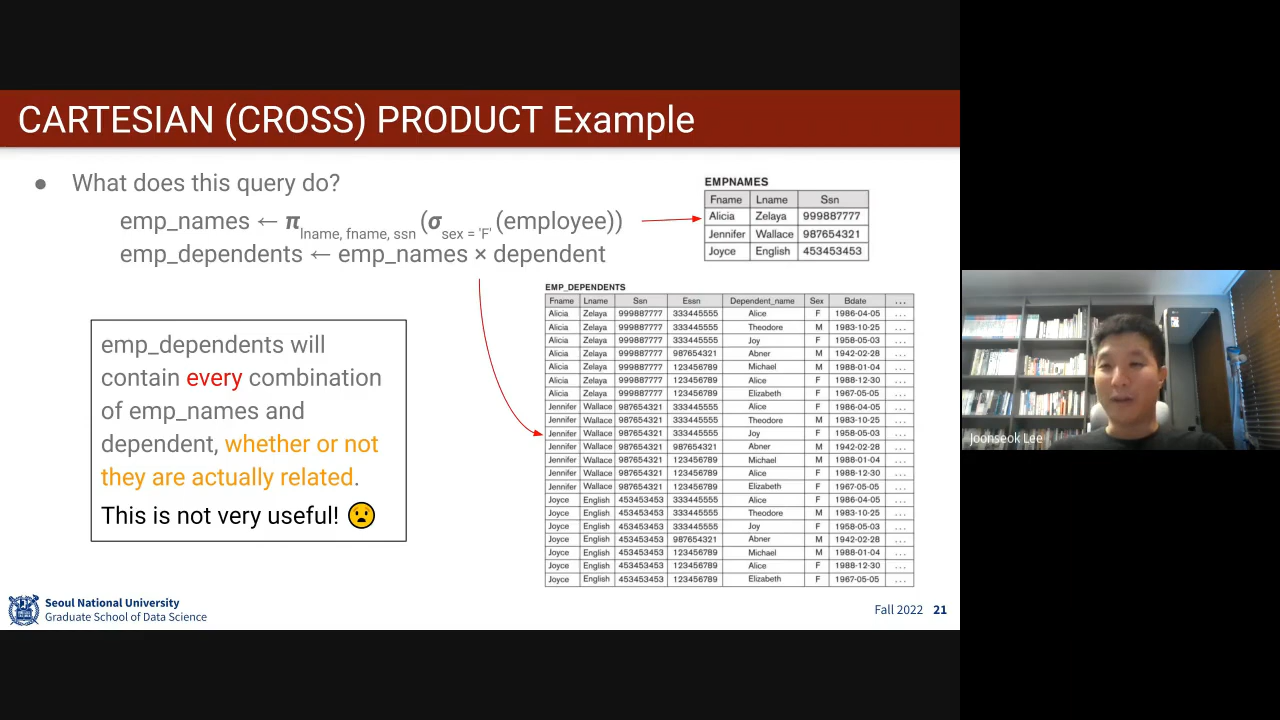 CARTESIAN (CROSS) PRODUCT Example
● What does this query do?
emp_names ← π lname, fname, ssn (σ sex = 'F' (employee))
emp_dependents ← emp_names × dependent
EMPNAMES
Fname Lname Ssn
Alicia Zelaya 999887777
Jennifer Wallace 987654321
Joyce English 453453453
emp_dependents will
contain every combination
of emp_names and
dependent, whether or not
they are actually related.
This is not very useful! 😟
EMP_DEPENDENTS
Fname Lname Ssn Essn Dependent_name Sex Bdate ...
Alicia Zelaya 999887777 333445555 Alice F 1986-04-05 ...
Alicia Zelaya 999887777 333445555 Theodore M 1983-10-25 ...
Alicia Zelaya 999887777 333445555 Joy F 1958-05-03 ...
Alicia Zelaya 999887777 987654321 Abner M 1942-02-28 ...
Alicia Zelaya 999887777 123456789 Michael M 1988-01-04 ...
Alicia Zelaya 999887777 123456789 Alice F 1988-12-30 ...
Alicia Zelaya 999887777 123456789 Elizabeth F 1967-05-05 ...
Jennifer Wallace 987654321 333445555 Alice F 1986-04-05 ...
Jennifer Wallace 987654321 333445555 Theodore M 1983-10-25 ...
Jennifer Wallace 987654321 333445555 Joy F 1958-05-03 ...
Jennifer Wallace 987654321 987654321 Abner M 1942-02-28 ...
Jennifer Wallace 987654321 123456789 Michael M 1988-01-04 ...
Jennifer Wallace 987654321 123456789 Alice F 1988-12-30 ...
Jennifer Wallace 987654321 123456789 Elizabeth F 1967-05-05 ...
Joyce English 453453453 333445555 Alice F 1986-04-05 ...
Joyce English 453453453 333445555 Theodore M 1983-10-25 ...
Joyce English 453453453 333445555 Joy F 1958-05-03 ...
Joyce English 453453453 987654321 Abner M 1942-02-28 ...
Joyce English 453453453 123456789 Michael M 1988-01-04 ...
Joyce English 453453453 123456789 Alice F 1988-12-30 ...
Joyce English 453453453 123456789 Elizabeth F 1967-05-05 ...
Joonseok Lee
Seoul National University
Graduate School of Data Science
Fall 2022 21